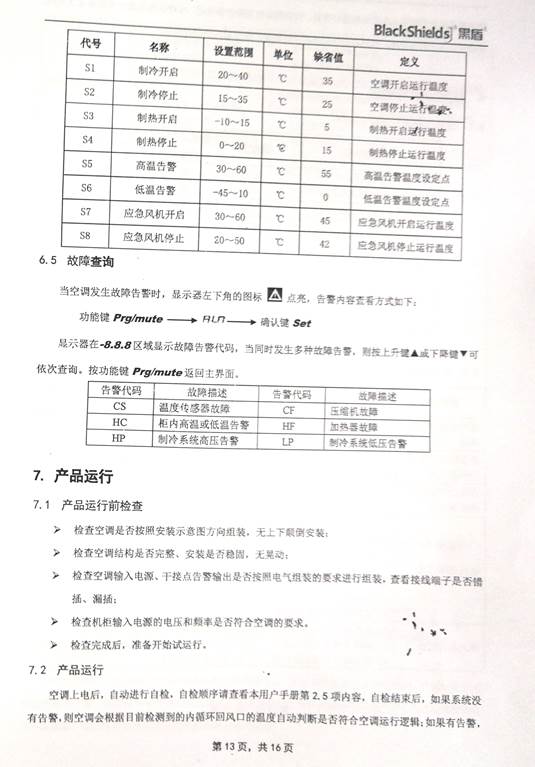 BlackShields 黑盾
代号 名称 设置范围 单位 缺省值 定义
S1 制冷开启 20～40 ℃ 35 空调开启运行温度
S2 制冷停止 15～35 ℃ 25 空调停止运行温度
S3 制热开启 -10～15 ℃ 5 制热开启运行温度
S4 制热停止 0～20 ℃ 15 制热停止运行温度
S5 高温告警 30～60 ℃ 55 高温告警温度设定点
S6 低温告警 -45～10 ℃ 0 低温告警温度设定点
S7 应急风机开启 30～60 ℃ 45 应急风机开启运行温度
S8 应急风机停止 20～50 ℃ 42 应急风机停止运行温度
6.5 故障查询
当空调发生故障告警时，显示器左下角的图标 点亮，告警内容查看方式如下：
功能键 Prg/mute → ALA → 确认键 Set
显示器在-8.8.8 区域显示故障告警代码，当同时发生多种故障告警，则按上升键▲或下降键▼可
依次查询。按功能键 Prg/mute 返回主界面。
告警代码 故障描述 告警代码 故障描述
CS 温度传感器故障 CF 压缩机故障
HC 柜内高温或低温告警 HF 加热器故障
HP 制冷系统高压告警 LP 制冷系统低压告警
7. 产品运行
7.1 产品运行前检查
➢ 检查空调是否按照安装示意图方向组装，无上下颠倒安装；
➢ 检查空调结构是否完整、安装是否稳固，无晃动；
➢ 检查空调输入电源、干接点告警输出是否按照电气组装的要求进行组装，查看接线端子是否错
插、漏插；
➢ 检查机柜输入电源的电压和频率是否符合空调的要求。
➢ 检查完成后，准备开始试运行。
7.2 产品运行
空调上电后，自动进行自检，自检顺序请查看本用户手册第 2.5 项内容，自检结束后，如果系统没
有告警，则空调会根据目前检测到的内循环回风口的温度自动判断是否符合空调运行逻辑；如果有告警，
第 13 页，共 16 页